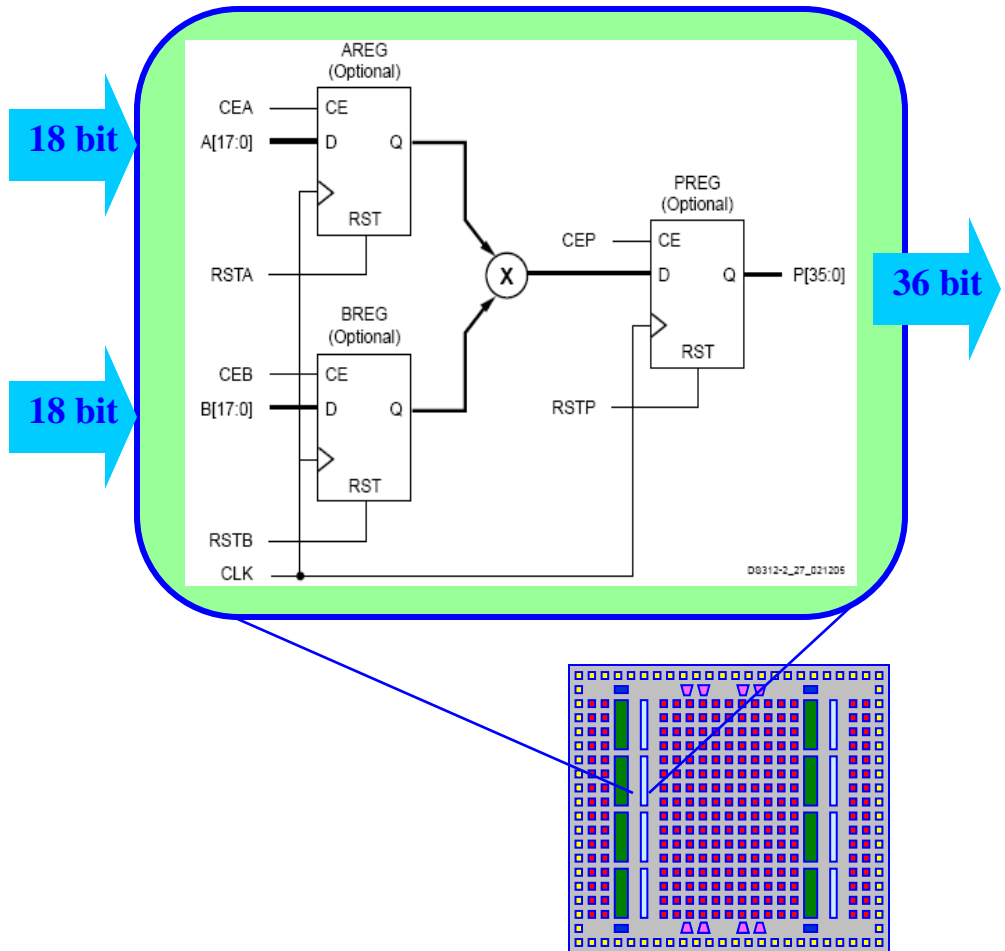 AREG
(Optional)
CEA
CE
18 bit
A[17:0]
D
Q
RST
RSTA
PREG
(Optional)
CEP
CE
X
D
Q
P[35:0]
36 bit
BREG
(Optional)
RST
CEB
CE
18 bit
B[17:0]
D
Q
RSTP
RST
RSTB
CLK
DS312-2_27_021205